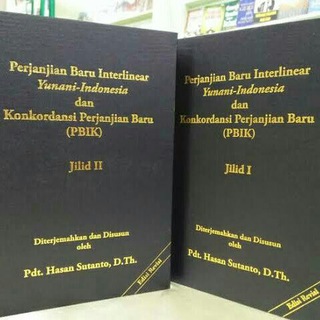 Perjanjian Baru Interlinear
Yunani-Indonesia
dan
Konkordansi Perjanjian Baru
(PBIK)
Jilid II
Diterjemahkan dan Disusun
oleh
Pdt. Hasan Sutanto, D.Th.
Edisi Revisi
Perjanjian Baru Interlinear
Yunani-Indonesia
dan
Konkordansi Perjanjian Baru
(PBIK)
Jilid I
Diterjemahkan dan Disusun
oleh
Pdt. Hasan Sutanto, D.Th.
Edisi Revisi